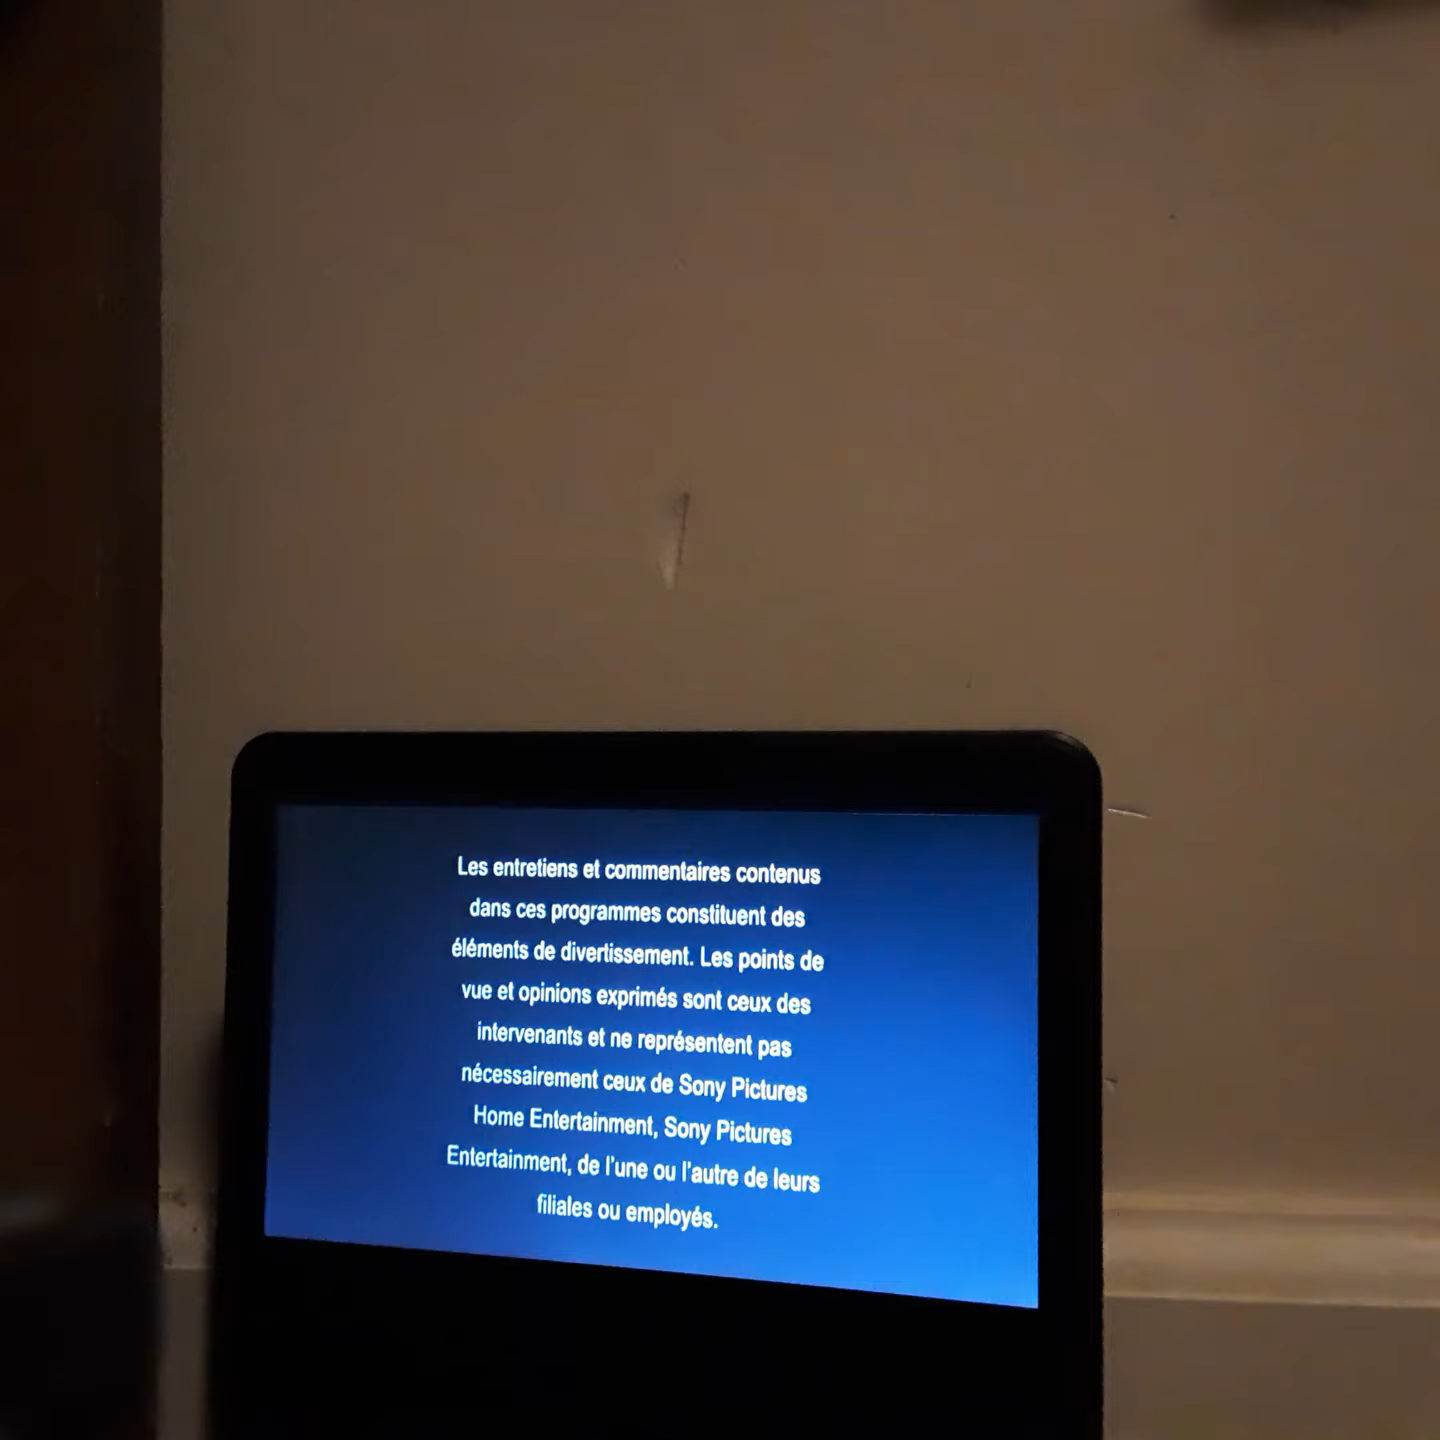 Les entretiens et commentaires contenus
dans ces programmes constituent des
éléments de divertissement. Les points de
vue et opinions exprimés sont ceux des
intervenants et ne représentent pas
nécessairement ceux de Sony Pictures
Home Entertainment, Sony Pictures
Entertainment, de l'une ou l'autre de leurs
filiales ou employés.